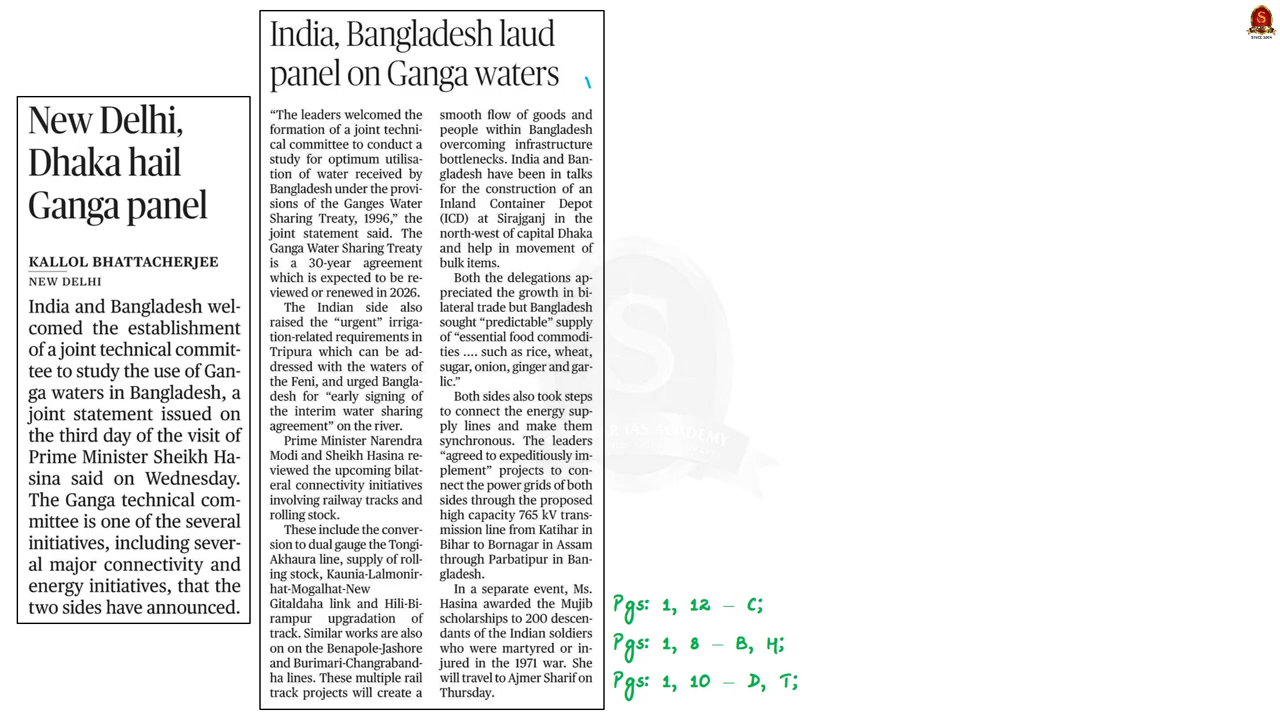 New Delhi,
Dhaka hail
Ganga panel
KALLOL BHATTACHERJEE
NEW DELHI
India and Bangladesh wel-
comed the establishment
of a joint technical commit-
tee to study the use of Gan-
ga waters in Bangladesh, a
joint statement issued on
the third day of the visit of
Prime Minister Sheikh Ha-
sina said on Wednesday.
The Ganga technical com-
mittee is one of the several
initiatives, including sever-
al major connectivity and
energy initiatives, that the
two sides have announced.
India, Bangladesh laud
panel on Ganga waters
“The leaders welcomed the
formation of a joint techni-
cal committee to conduct a
study for optimum utilisa-
tion of water received by
Bangladesh under the provi-
sions of the Ganges Water
Sharing Treaty, 1996,” the
joint statement said. The
Ganga Water Sharing Treaty
is a 30-year agreement
which is expected to be re-
viewed or renewed in 2026.
The Indian side also
raised the “urgent” irriga-
tion-related requirements in
Tripura which can be ad-
dressed with the waters of
the Feni, and urged Bangla-
desh for “early signing of
the interim water sharing
agreement” on the river.
Prime Minister Narendra
Modi and Sheikh Hasina re-
viewed the upcoming bilat-
eral connectivity initiatives
involving railway tracks and
rolling stock.
These include the conver-
sion to dual gauge the Tongi-
Akhaura line, supply of roll-
ing stock, Kaunia-Lalmonir-
hat-Mogalhat-New
Gitaldaha link and Hili-Bi-
rampur upgradation of
track. Similar works are also
on on the Benapole-Jashore
and Burimari-Changraband-
ha lines. These multiple rail
track projects will create a
smooth flow of goods and
people within Bangladesh
overcoming infrastructure
bottlenecks. India and Ban-
gladesh have been in talks
for the construction of an
Inland Container Depot
(ICD) at Sirajganj in the
north-west of capital Dhaka
and help in movement of
bulk items.
Both the delegations ap-
preciated the growth in bi-
lateral trade but Bangladesh
sought “predictable” supply
of “essential food commodi-
ties .... such as rice, wheat,
sugar, onion, ginger and gar-
lic.”
Both sides also took steps
to connect the energy sup-
ply lines and make them
synchronous. The leaders
“agreed to expeditiously im-
plement” projects to con-
nect the power grids of both
sides through the proposed
high capacity 765 kV trans-
mission line from Katihar in
Bihar to Bornagar in Assam
through Parbatipur in Ban-
gladesh.
In a separate event, Ms.
Hasina awarded the Mujib
scholarships to 200 descen-
dants of the Indian soldiers
who were martyred or in-
jured in the 1971 war. She
will travel to Ajmer Sharif on
Thursday.
Pgs: 1, 12 – C;
Pgs: 1, 8 – B, H;
Pgs: 1, 10 – D, T;